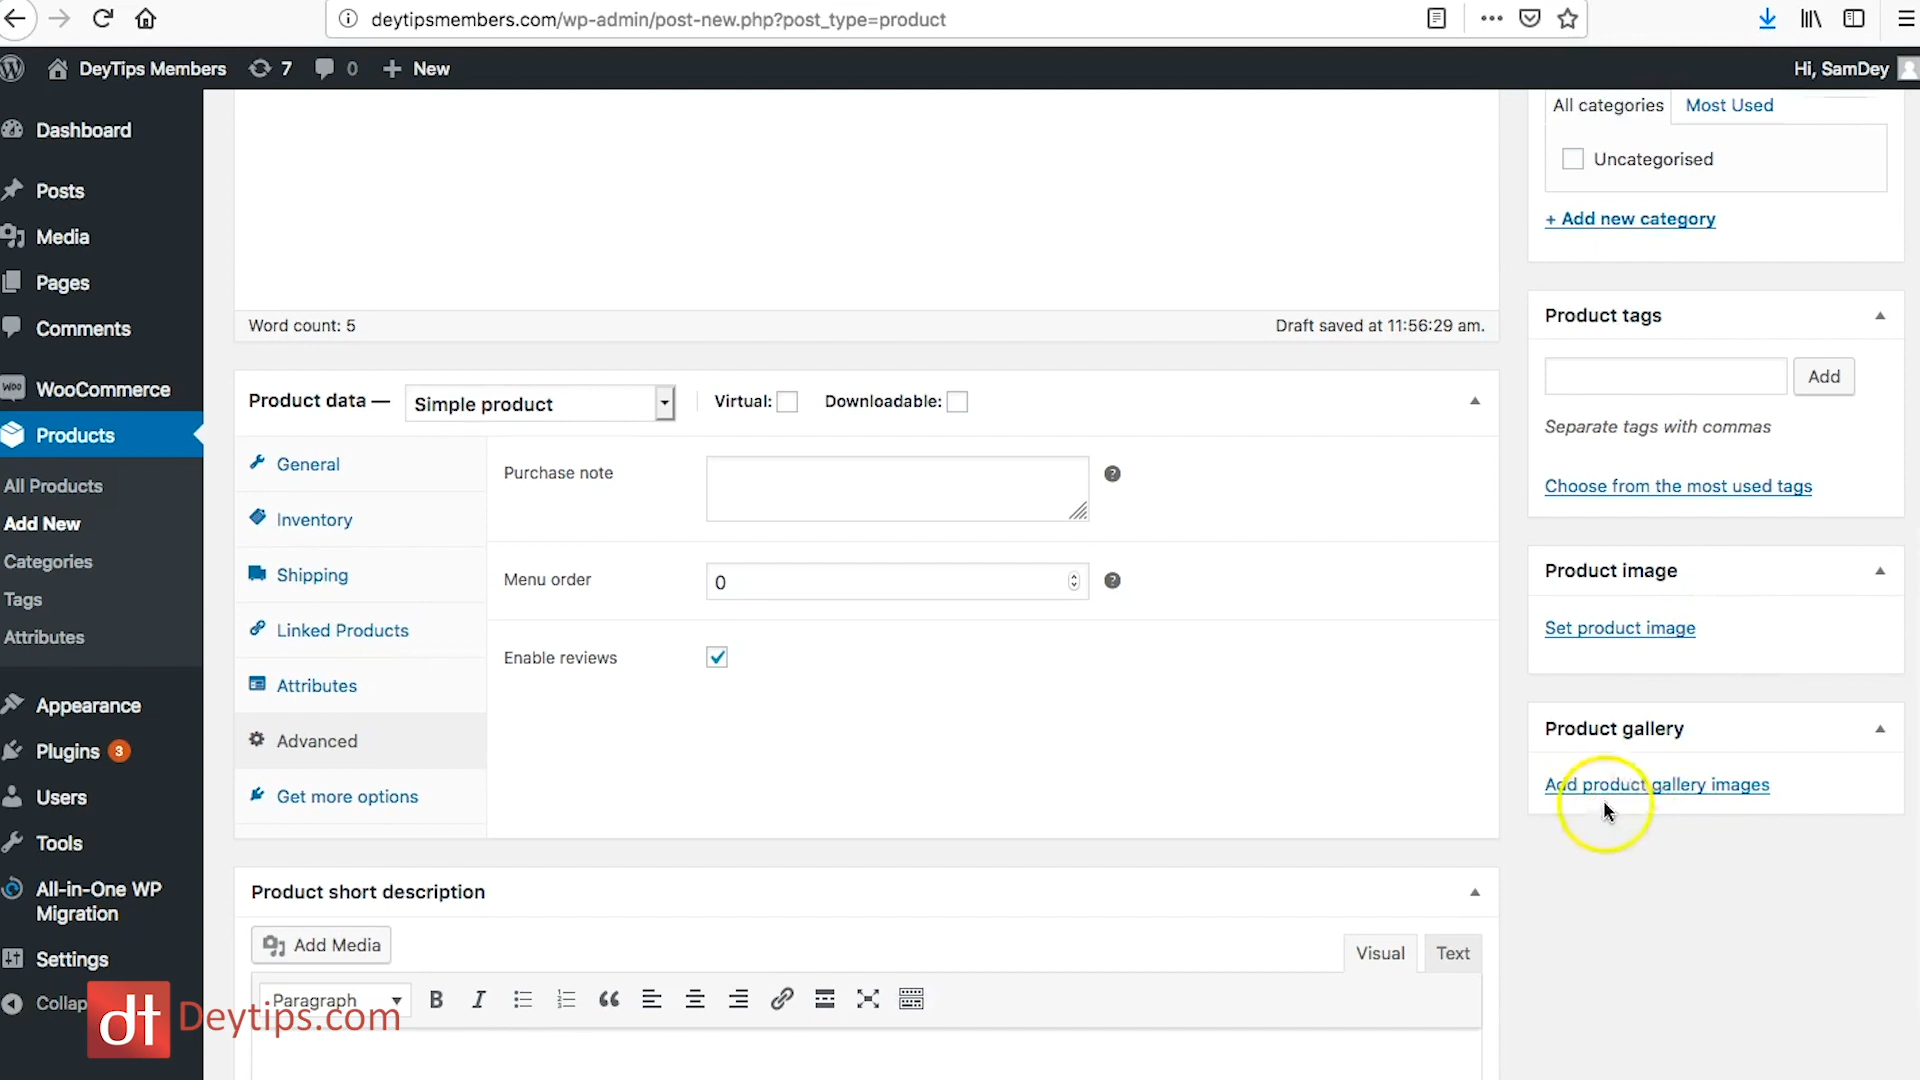 deytipsmembers.com/wp-admin/post-new.php?post_type=product
DeyTips Members 7 0 + New
Hi, SamDey
Dashboard
Posts
Media
Pages
Comments
WooCommerce
Products
All Products
Add New
Categories
Tags
Attributes
Appearance
Plugins 3
Users
Tools
All-in-One WP
Migration
Settings
Collap
dt Deytips.com
Word count: 5
Draft saved at 11:56:29 am.
Product data — Simple product Virtual: Downloadable:
General
Inventory
Shipping
Linked Products
Attributes
Advanced
Get more options
Purchase note
?
Menu order
0
?
Enable reviews
Product short description
Add Media
Visual Text
Paragraph
B I
All categories Most Used
Uncategorised
+ Add new category
Product tags
Add
Separate tags with commas
Choose from the most used tags
Product image
Set product image
Product gallery
Add product gallery images